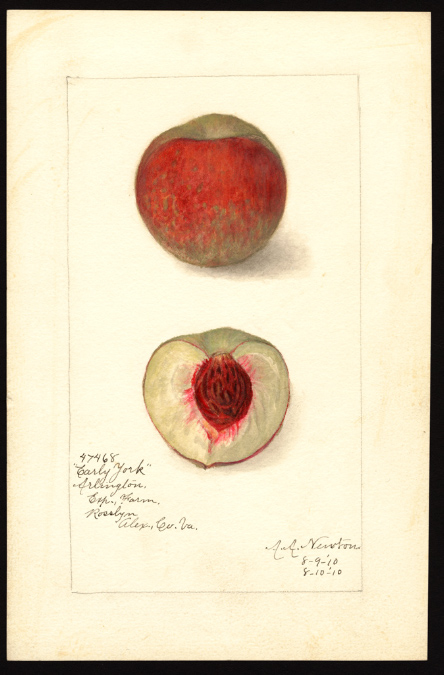 47468
"Early York"
Arlington.
Exp., Farm.
Rosslyn
Alex., Co. Va.
A. A. Newton
8-9-'10
8-10-10